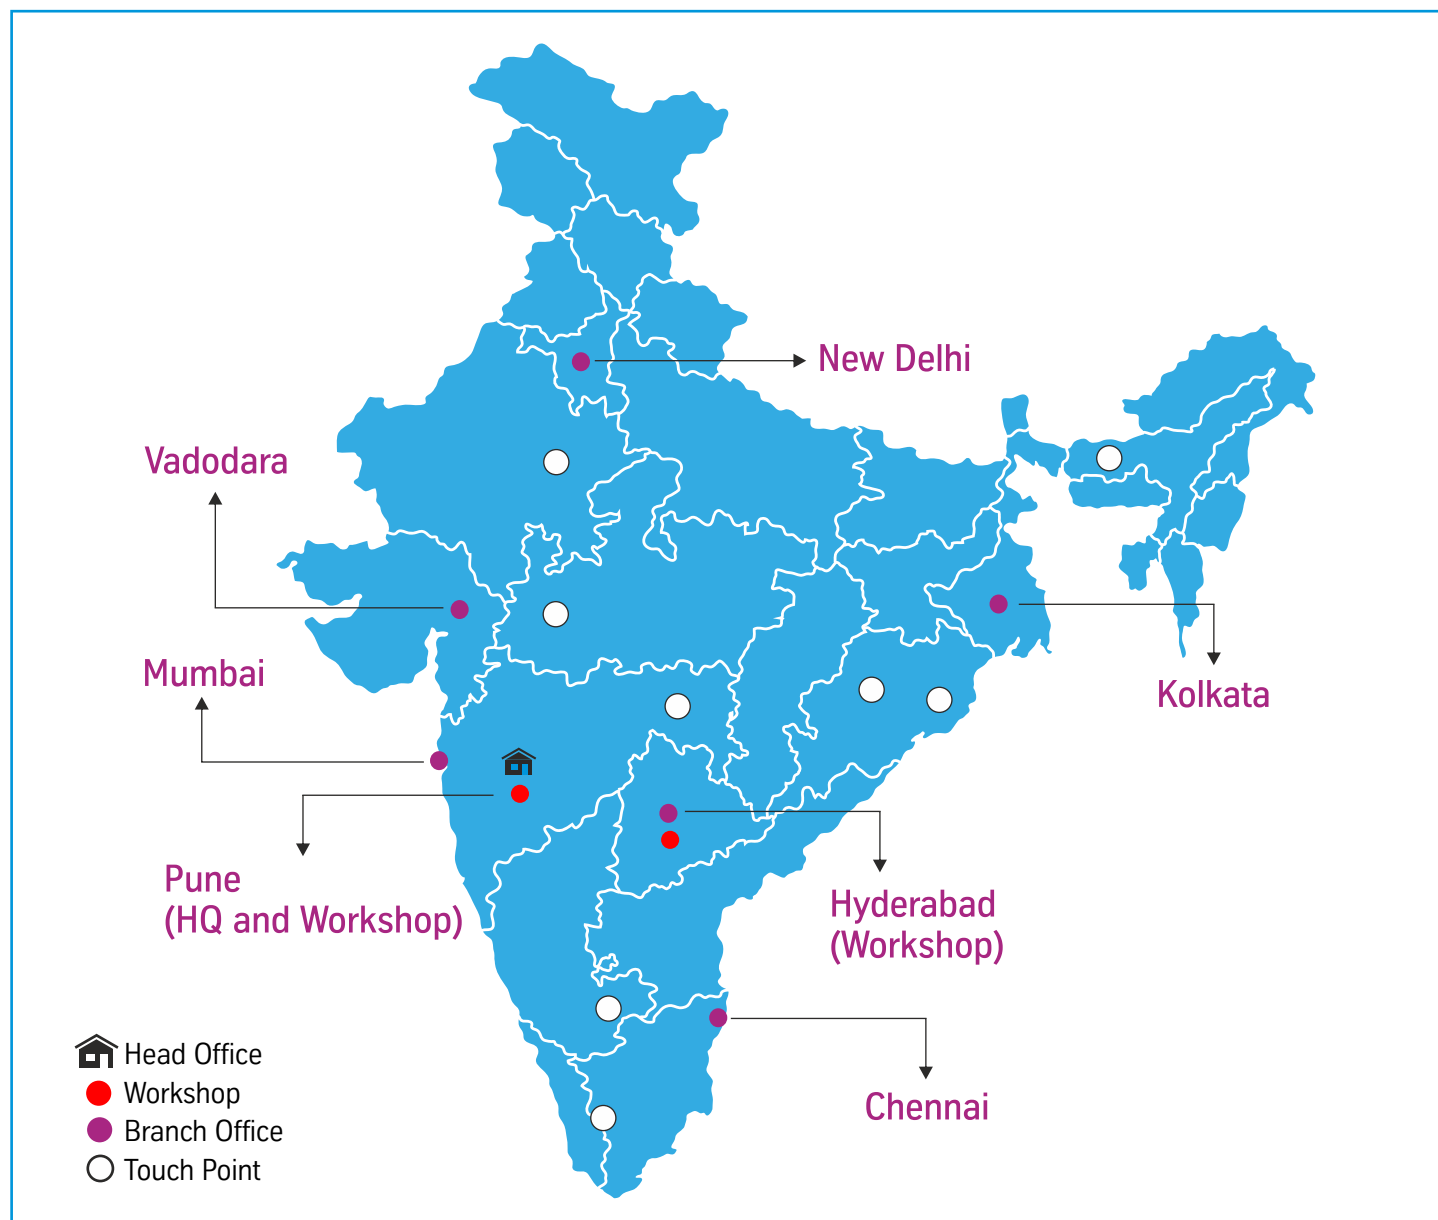 New Delhi
Vadodara
Mumbai
Kolkata
Pune
(HQ and Workshop)
Hyderabad
(Workshop)
Chennai
Head Office
Workshop
Branch Office
Touch Point